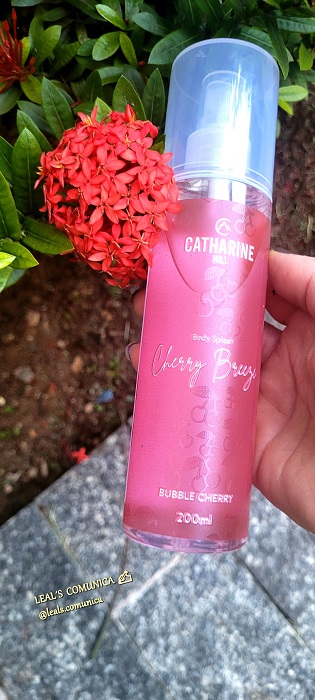 CATHARINE
HILL
Body Splash
Cherry Breeze
BUBBLE CHERRY
200ml
LEAL'S COMUNICA ✍
@leals.comunica